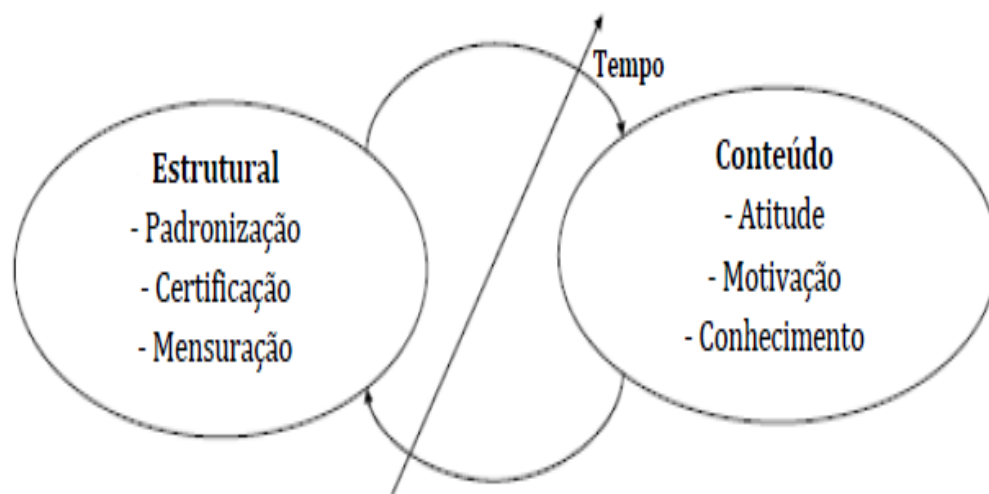 Tempo
Estrutural
- Padronização
- Certificação
- Mensuração
Conteúdo
- Atitude
- Motivação
- Conhecimento